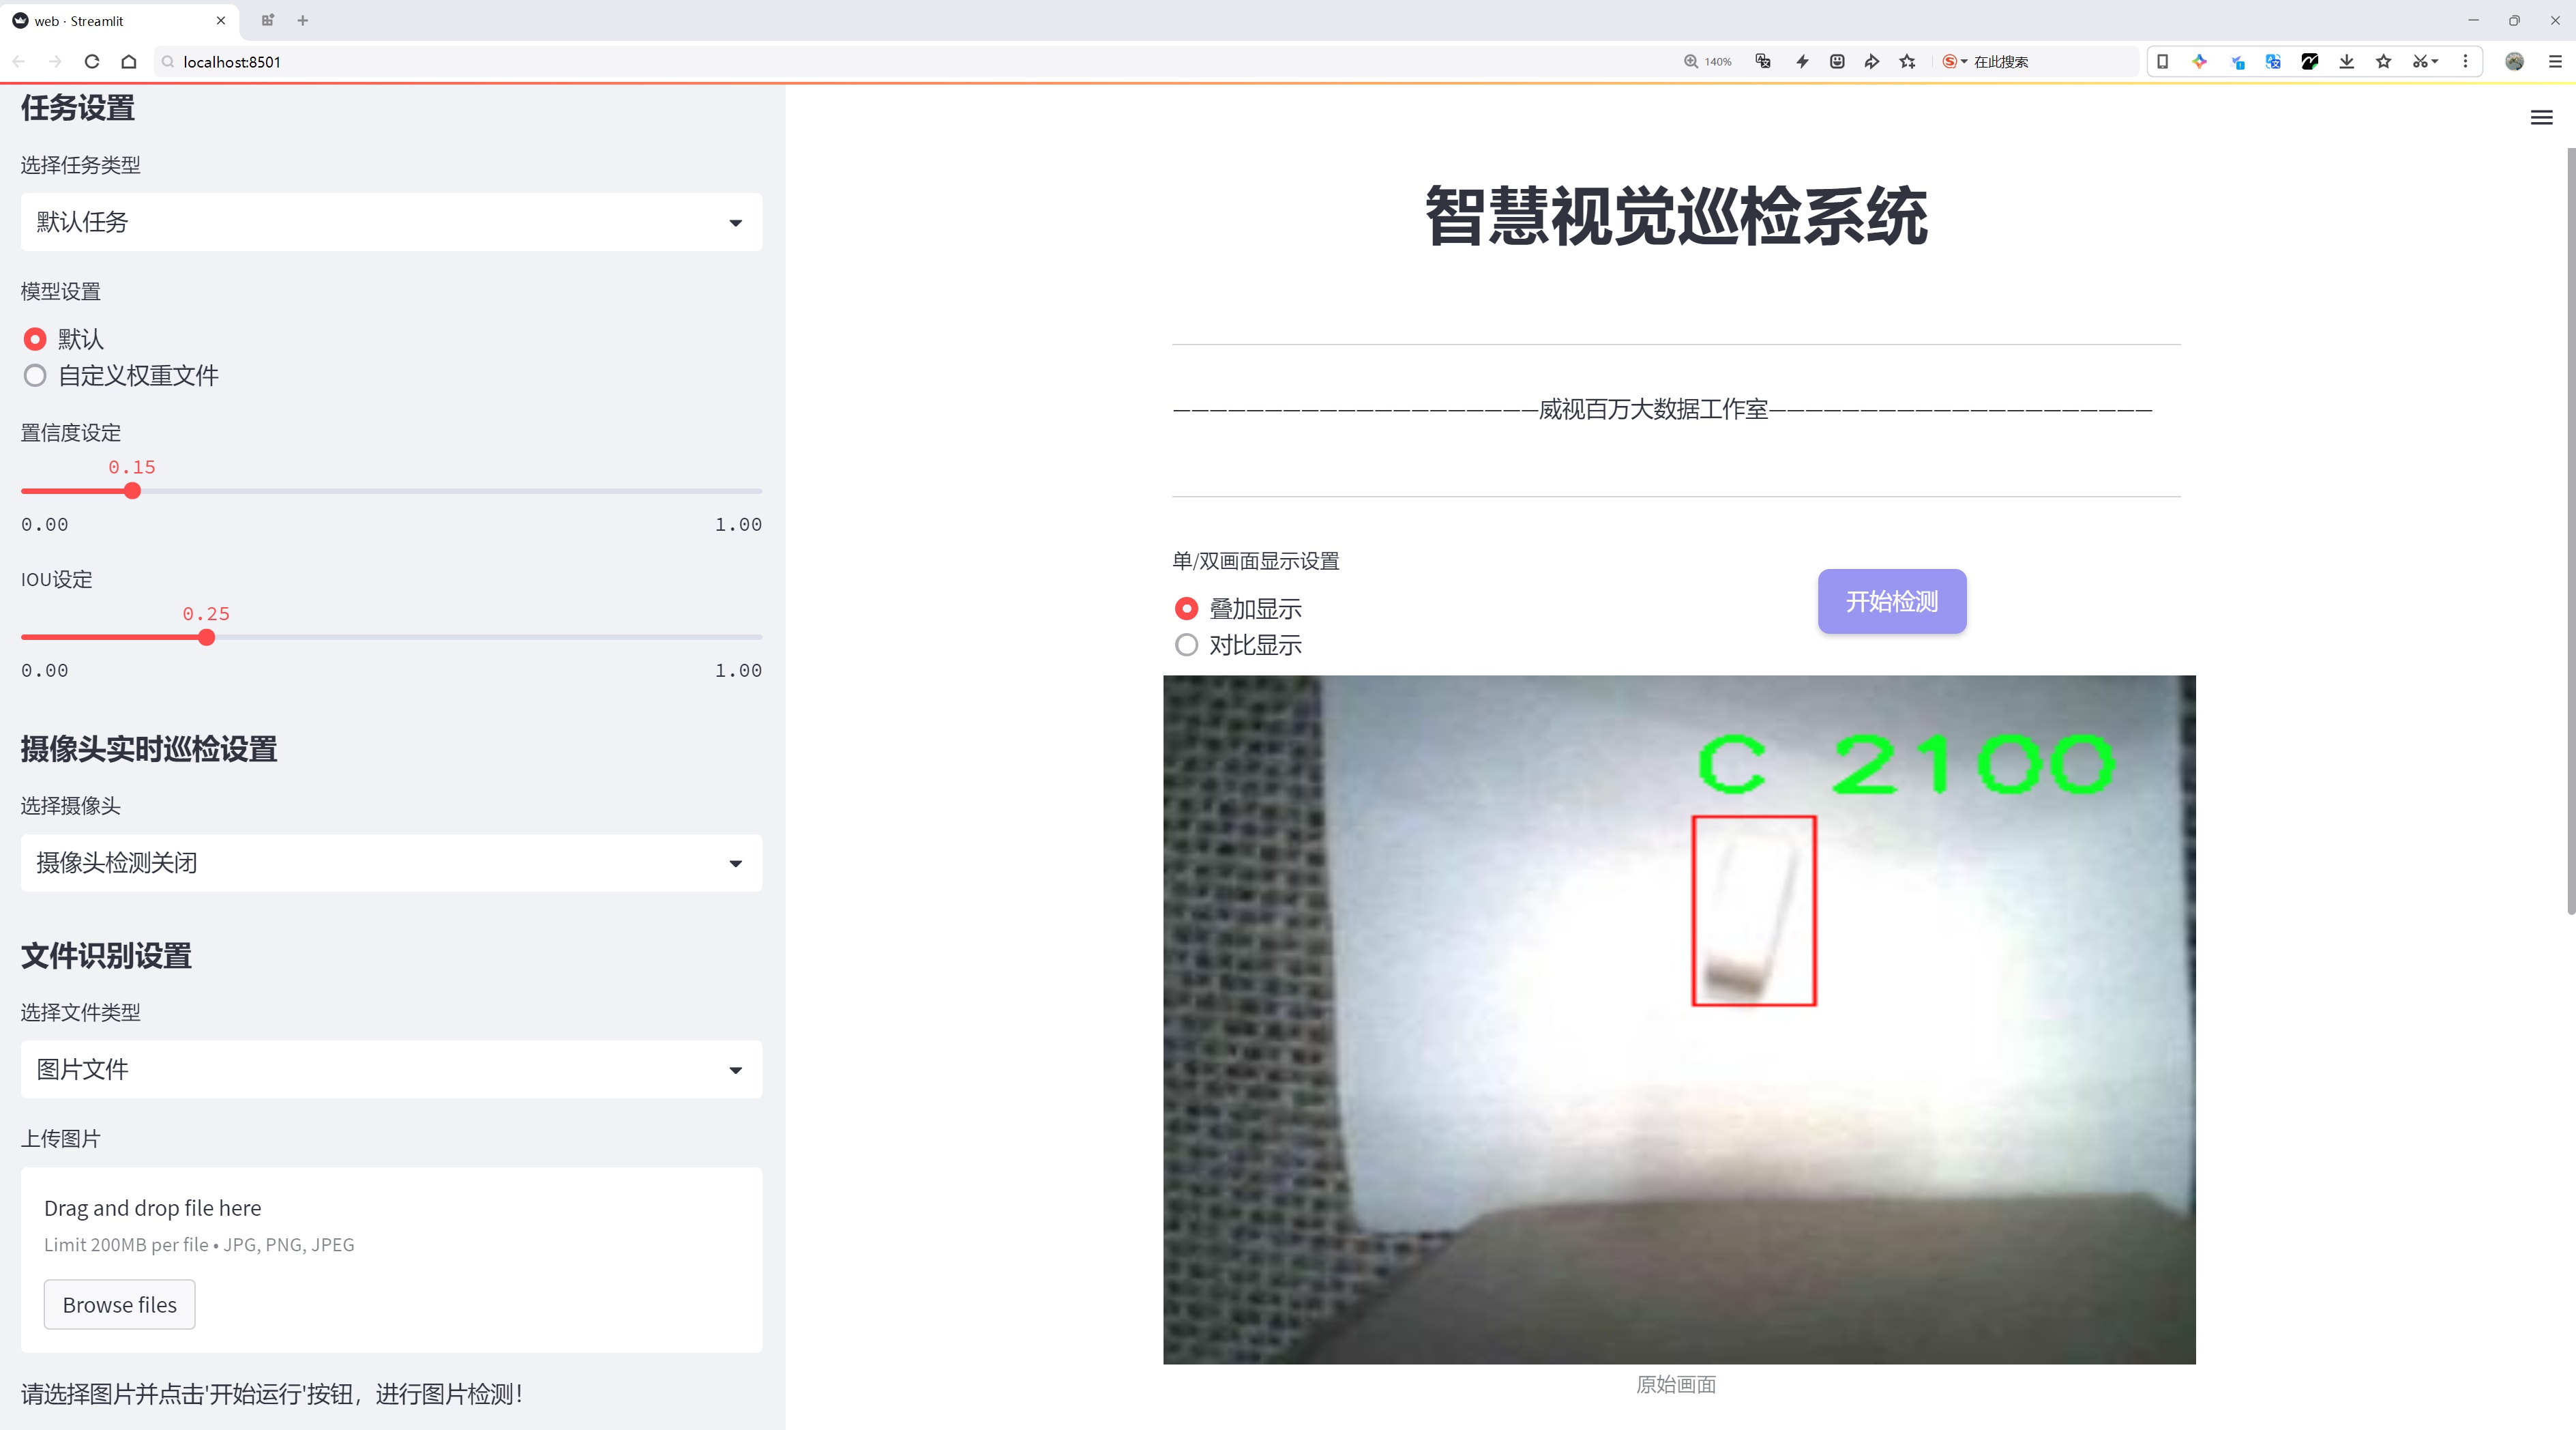 web · Streamlit
localhost:8501
140%
在此搜索
任务设置
选择任务类型
默认任务
模型设置
默认
自定义权重文件
置信度设定
0.15
0.00
1.00
IOU设定
0.25
0.00
1.00
摄像头实时巡检设置
选择摄像头
摄像头检测关闭
文件识别设置
选择文件类型
图片文件
上传图片
Drag and drop file here
Limit 200MB per file • JPG, PNG, JPEG
Browse files
请选择图片并点击'开始运行'按钮，进行图片检测！
智慧视觉巡检系统
————————————————————威视百万大数据工作室—————————————————————
单/双画面显示设置
叠加显示
对比显示
开始检测
C 2100
原始画面